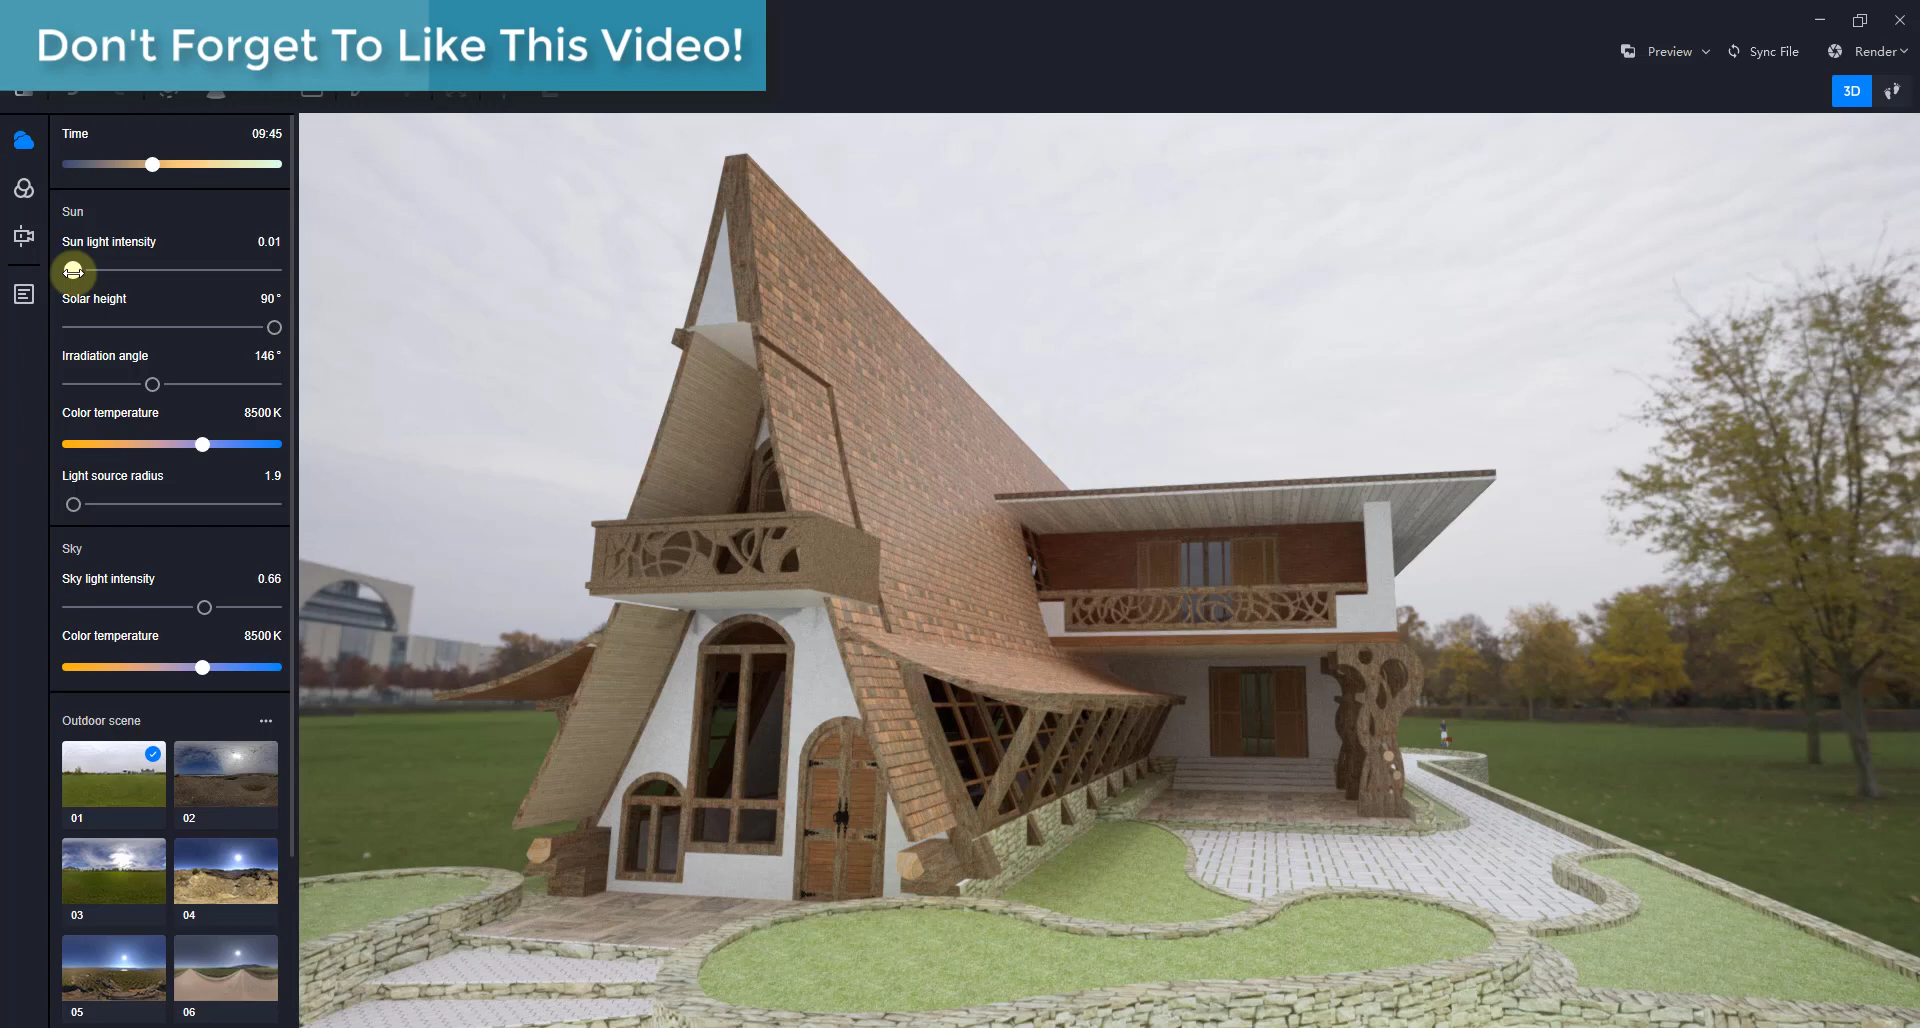 Don't Forget To Like This Video!
Preview
Sync File
Render
3D
Time 09:45
Sun
Sun light intensity 0.01
Solar height 90°
Irradiation angle 146°
Color temperature 8500 K
Light source radius 1.9
Sky
Sky light intensity 0.66
Color temperature 8500 K
Outdoor scene
01 02
03 04
05 06